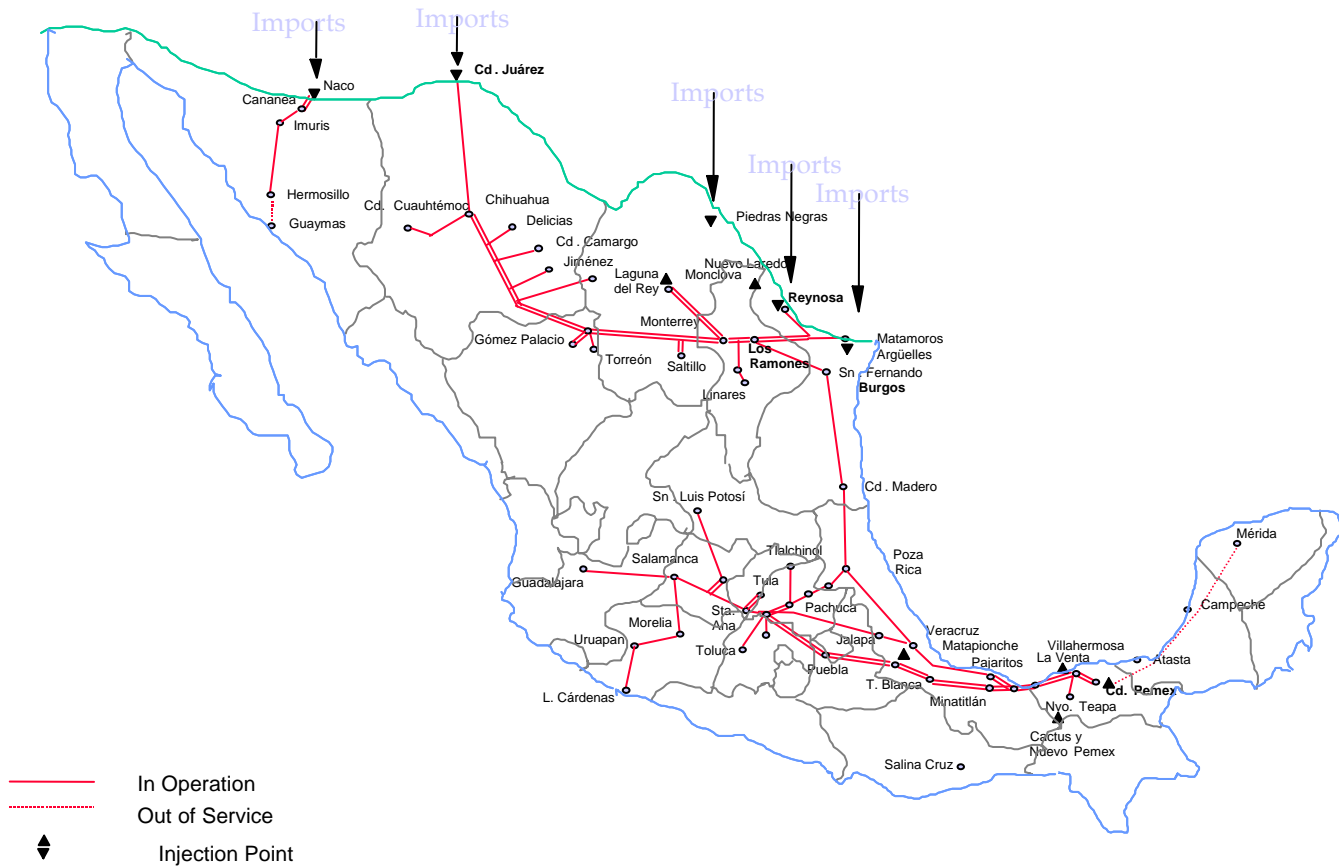 Imports
Imports
Cd. Juárez
Naco
Cananea
Imuris
Imports
Imports
Imports
Hermosillo
Guaymas
Cd. Cuauhtémoc
Chihuahua
Delicias
Cd. Camargo
Jiménez
Piedras Negras
Nuevo Laredo
Laguna
del Rey
Monclova
Reynosa
Monterrey
Gómez Palacio
Torreón
Saltillo
Los
Ramones
Linares
Matamoros
Argüelles
Sn. Fernando
Burgos
Cd. Madero
Sn. Luis Potosí
Salamanca
Tlalchinol
Poza
Rica
Mérida
Guadalajara
Tula
Sta.
Ana
Pachuca
Campeche
Morelia
Uruapan
Toluca
Jalapa
Veracruz
Matapionche
Pajaritos
Villahermosa
La Venta
Atasta
Puebla
T. Blanca
Minatitlán
Cd. Pemex
L. Cárdenas
Nvo. Teapa
Cactus y
Nuevo Pemex
Salina Cruz
In Operation
Out of Service
Injection Point